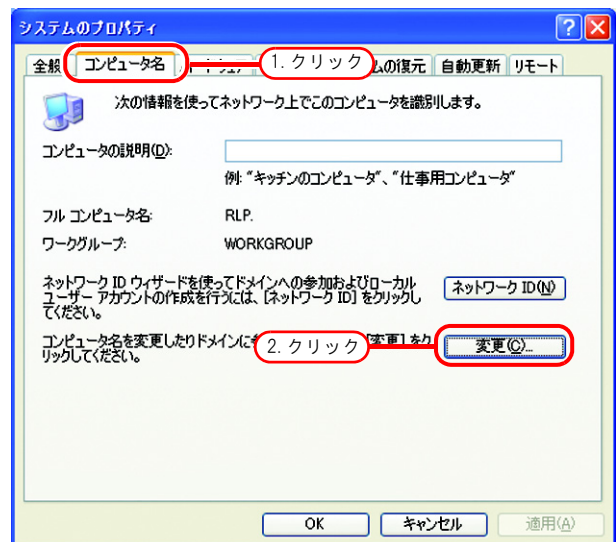 システムのプロパティ
全般 コンピュータ名 1. クリック ムの復元 自動更新 リモート
次の情報を使ってネットワーク上でこのコンピュータを識別します。
コンピュータの説明(D):
例: "キッチンのコンピュータ"、"仕事用コンピュータ"
フル コンピュータ名: RLP.
ワークグループ: WORKGROUP
ネットワーク ID ウィザードを使ってドメインへの参加およびローカル
ユーザー アカウントの作成を行うには、[ネットワーク ID] をクリックし
てください。
ネットワーク ID(N)
コンピュータ名を変更したりドメインに 2. クリック [変更] をク
リックしてください。
変更(C)...
OK キャンセル 適用(A)